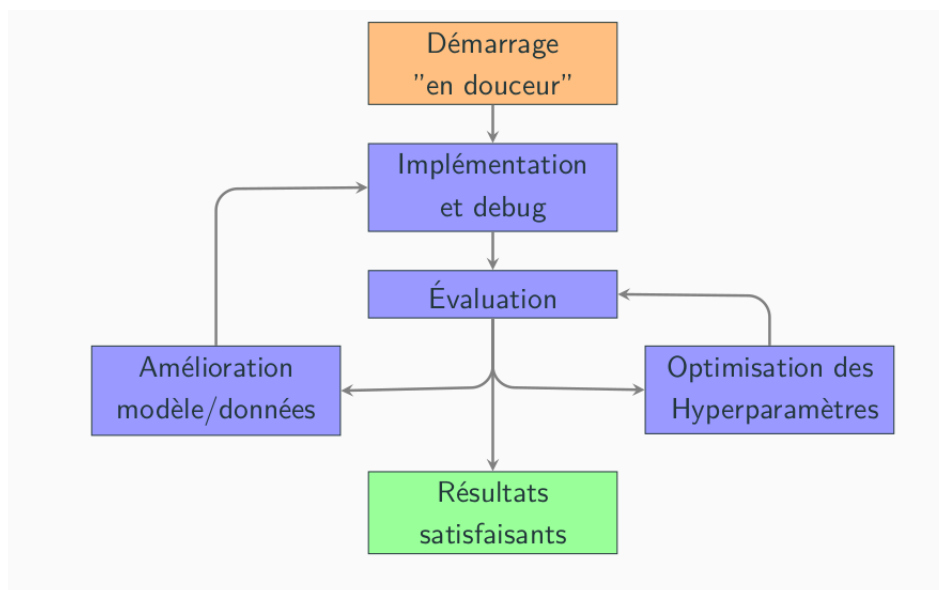 Démarrage
"en douceur"
Implémentation
et debug
Évaluation
Amélioration
modèle/données
Optimisation des
Hyperparamètres
Résultats
satisfaisants